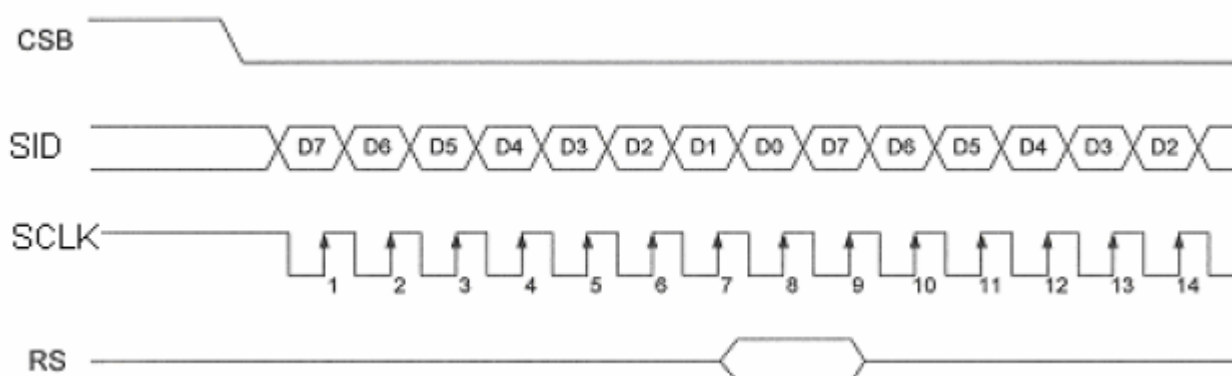 CSB
SID D7 D6 D5 D4 D3 D2 D1 D0 D7 D6 D5 D4 D3 D2
SCLK
1 2 3 4 5 6 7 8 9 10 11 12 13 14
RS